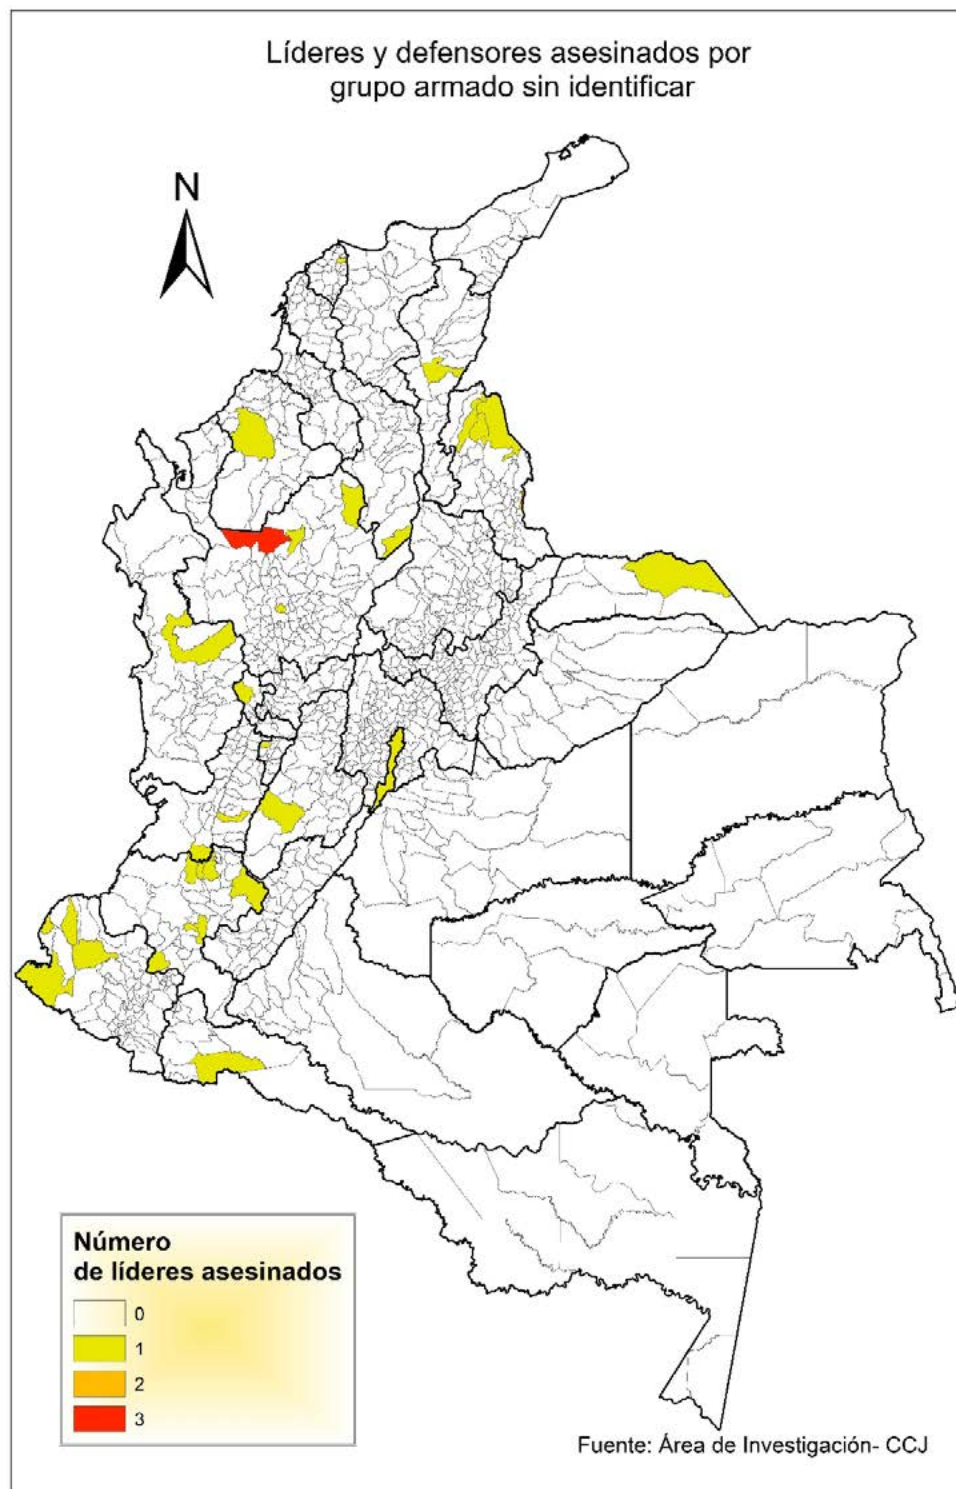 Líderes y defensores asesinados por
grupo armado sin identificar
N
Número
de líderes asesinados
0
1
2
3
Fuente: Área de Investigación- CCJ